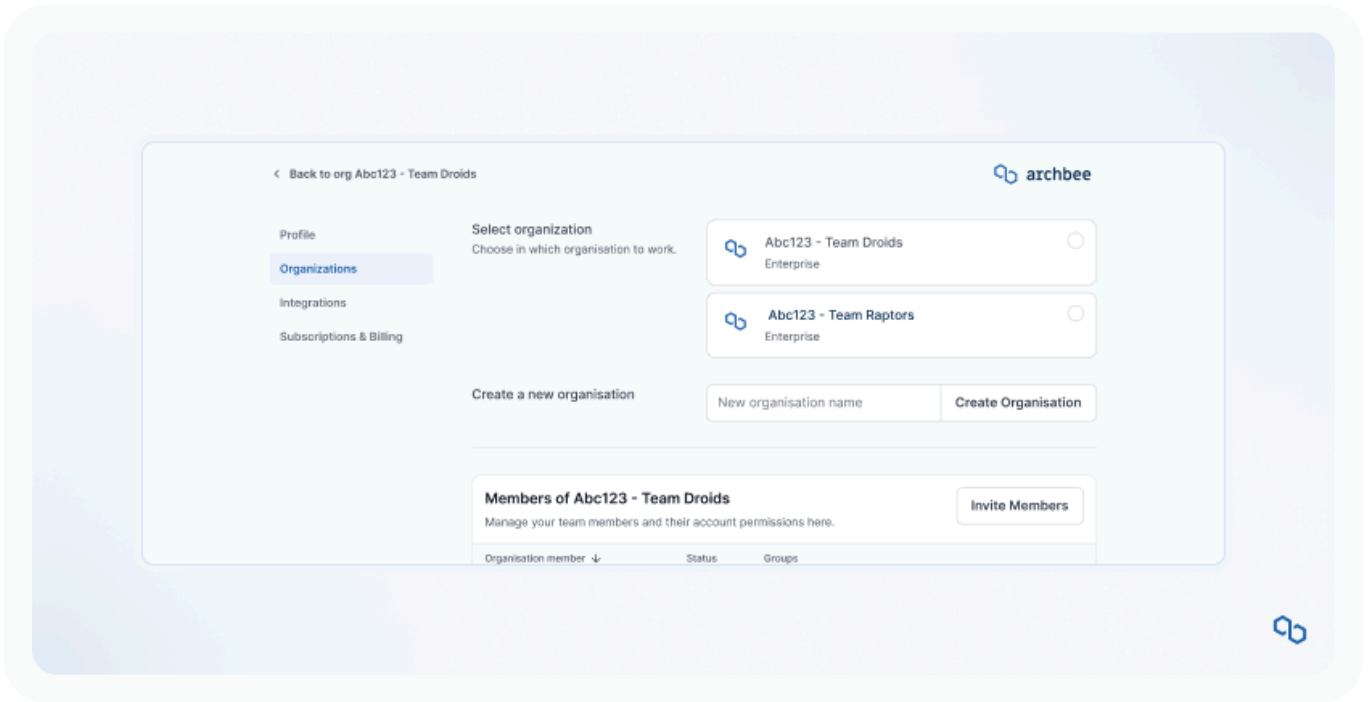 Back to org Abc123 - Team Droids
archbee
Profile
Organizations
Integrations
Subscriptions & Billing
Select organization
Choose in which organisation to work.
Abc123 - Team Droids
Enterprise
Abc123 - Team Raptors
Enterprise
Create a new organisation
New organisation name
Create Organisation
Members of Abc123 - Team Droids
Manage your team members and their account permissions here.
Invite Members
Organisation member ↓ Status Groups